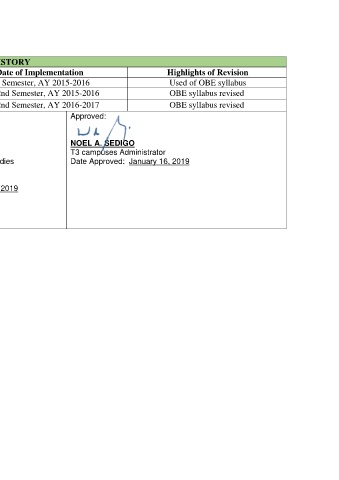 STORY
Date of Implementation Highlights of Revision
Semester, AY 2015-2016 Used of OBE syllabus
2nd Semester, AY 2015-2016 OBE syllabus revised
2nd Semester, AY 2016-2017 OBE syllabus revised
Approved:
NOEL A. SEDIGO
T3 campuses Administrator
dies Date Approved: January 16, 2019
2019